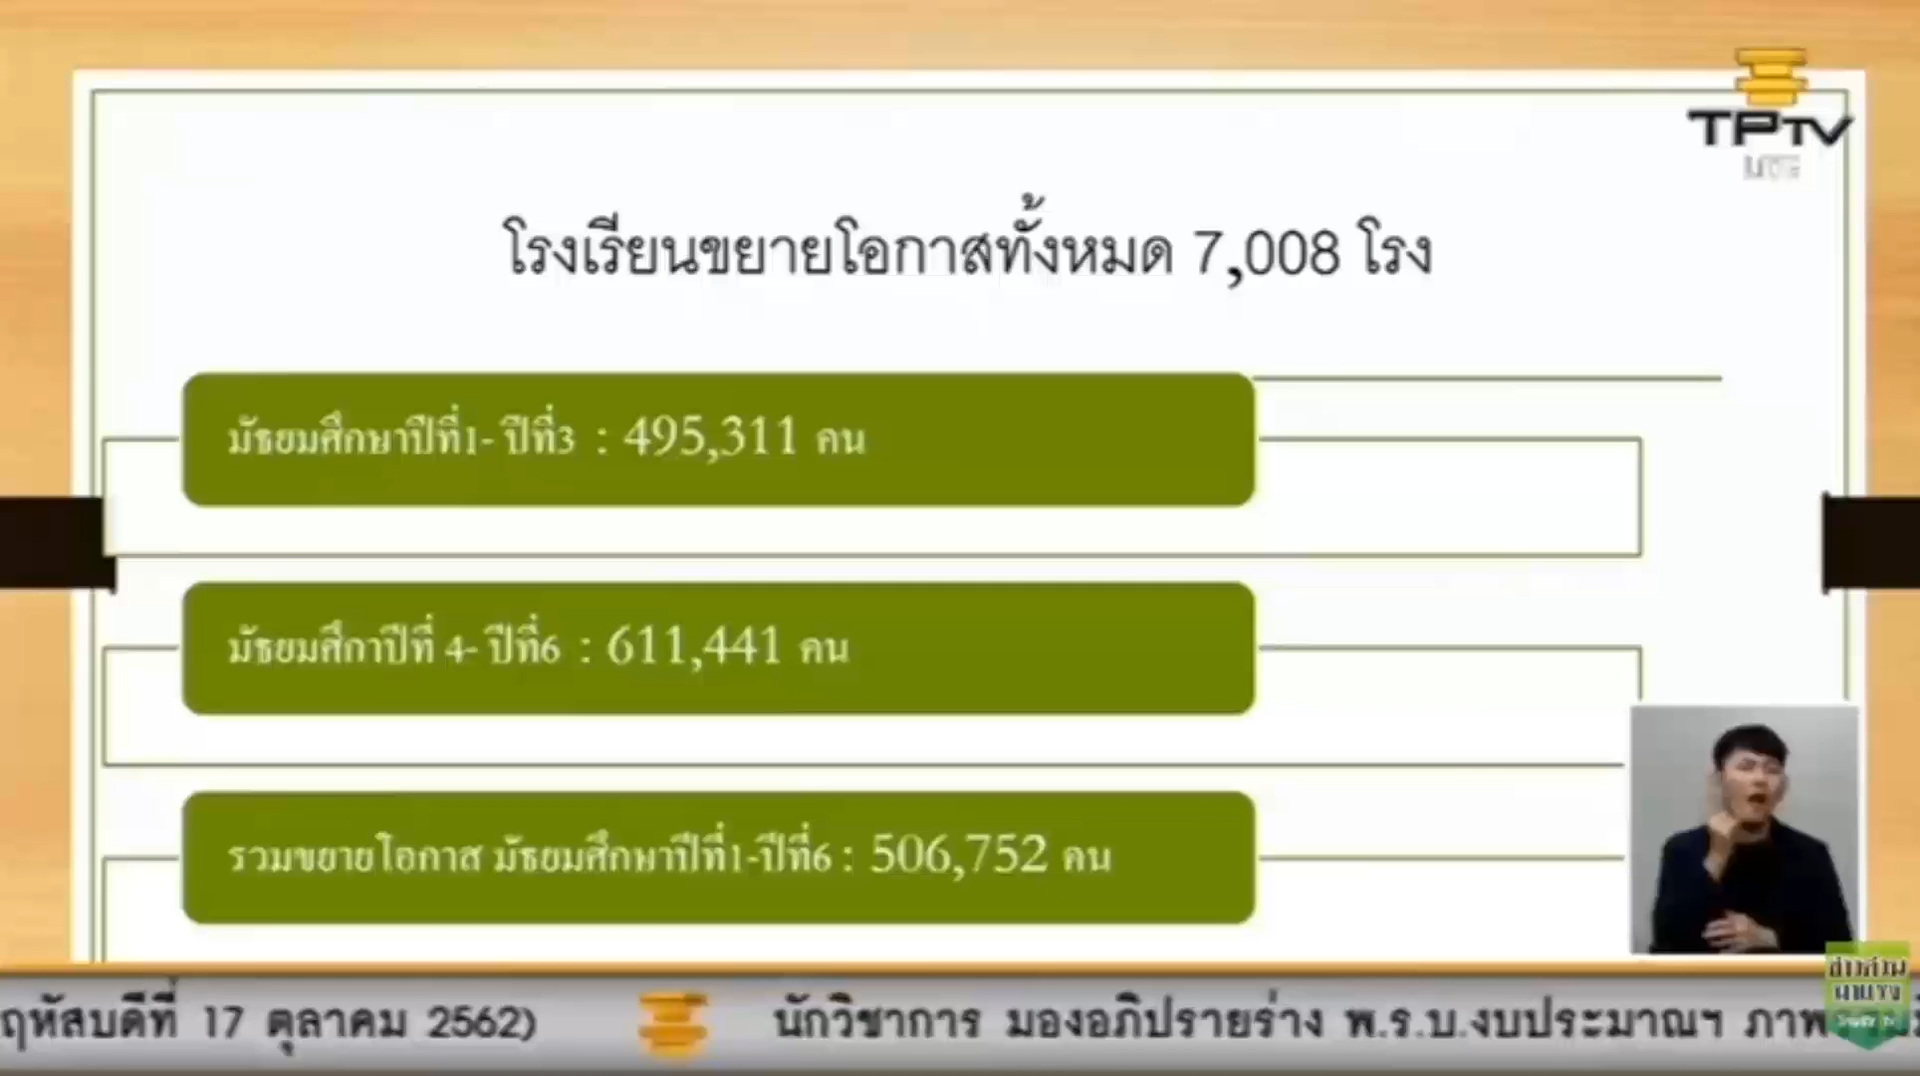 TPTV
โรงเรียนขยายโอกาสทั้งหมด 7,008 โรง
มัธยมศึกษาปีที่1- ปีที่3 : 495,311 คน
มัธยมศึกาปีที่ 4- ปีที่6 : 611,441 คน
รวมขยายโอกาส มัธยมศึกษาปีที่1-ปีที่6 : 506,752 คน
ฤหัสบดีที่ 17 ตุลาคม 2562)
นักวิชาการ มองอภิปรายร่าง พ.ร.บ.งบประมาณฯ ภาพ